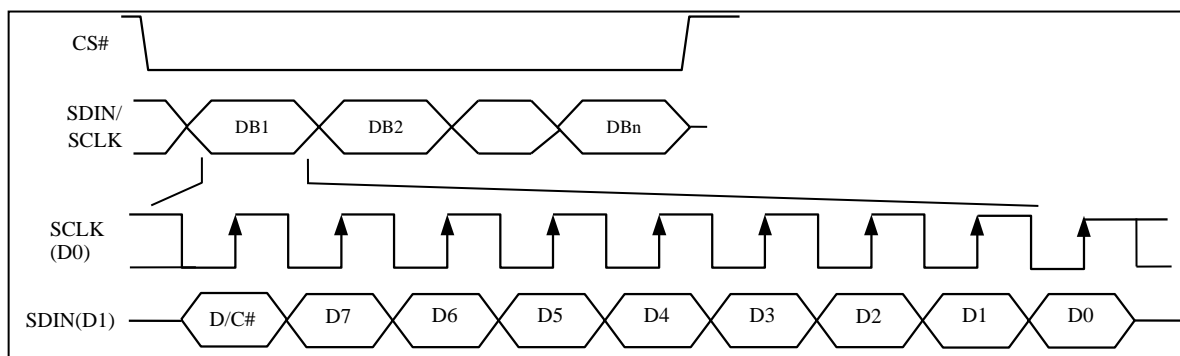 CS#
SDIN/
SCLK
DB1 DB2 DBn
SCLK
(D0)
SDIN(D1) D/C# D7 D6 D5 D4 D3 D2 D1 D0